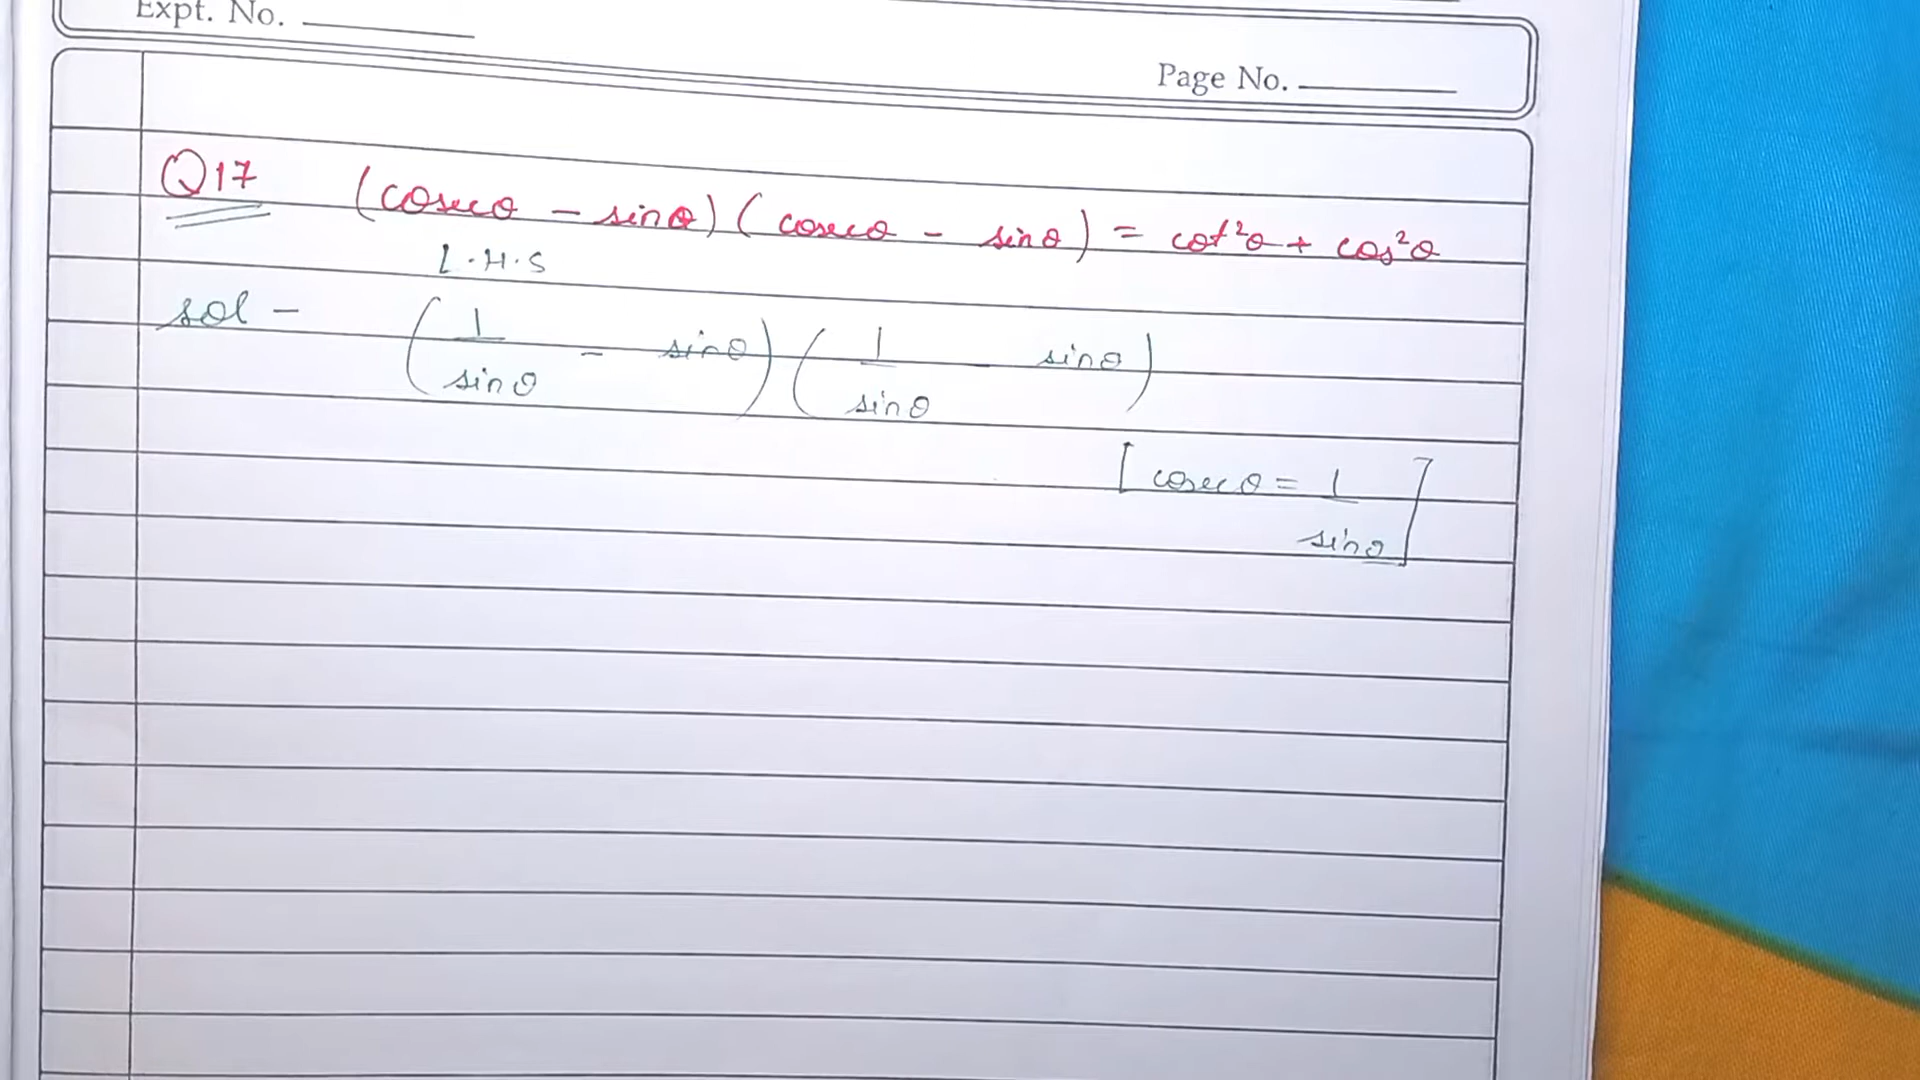 Expt. No.
Page No.
Q17 (cosecθ - sinθ) (cosecθ - sinθ) = cot²θ + cos²θ
L.H.S
sol - (1/sinθ - sinθ) (1/sinθ - sinθ)
[cosecθ = 1/sinθ]